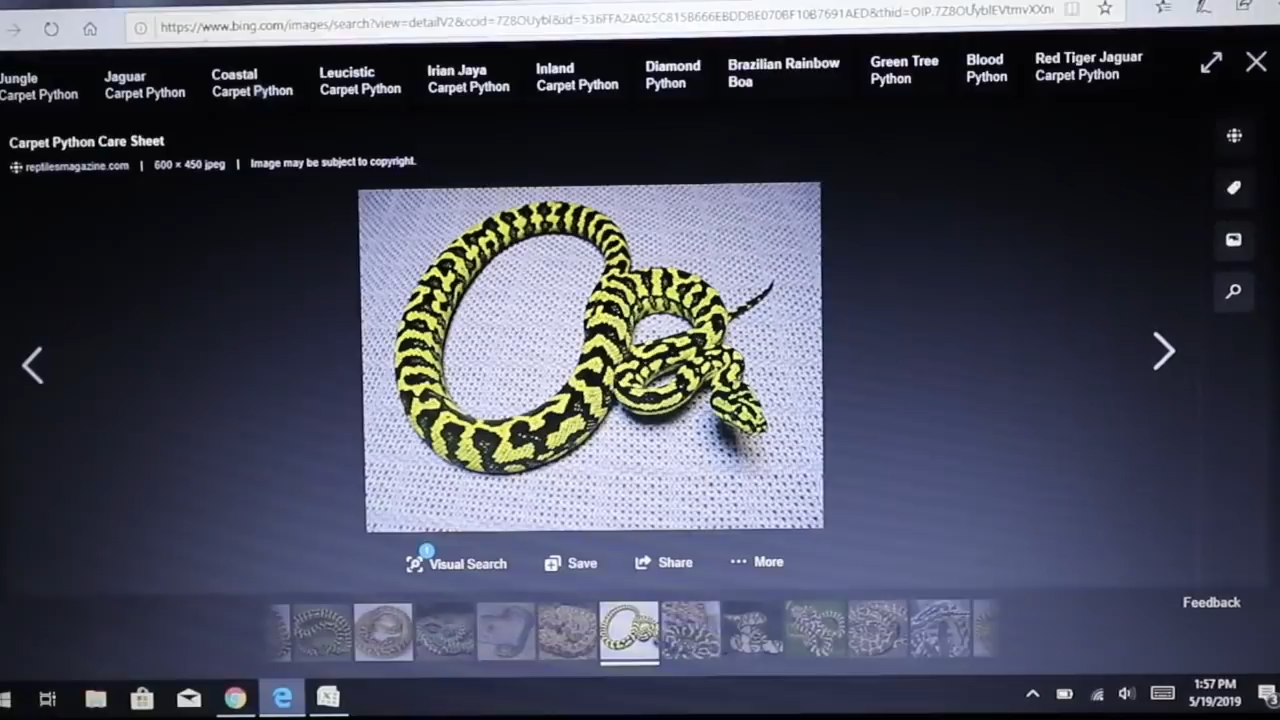 https://www.bing.com/images/search?view=detailV2&ccid=7Z8OUybl&id=536FFA2A025C815B666EBDDBE070BF10B7691AED&thid=OIP.7Z8OUyblEVtmvXXn
Jungle
Carpet Python
Jaguar
Carpet Python
Coastal
Carpet Python
Leucistic
Carpet Python
Irian Jaya
Carpet Python
Inland
Carpet Python
Diamond
Python
Brazilian Rainbow
Boa
Green Tree
Python
Blood
Python
Red Tiger Jaguar
Carpet Python
Carpet Python Care Sheet
reptilesmagazine.com | 600 × 450 jpeg | Image may be subject to copyright.
1
Visual Search Save Share ··· More
Feedback
1:57 PM
5/19/2019
3